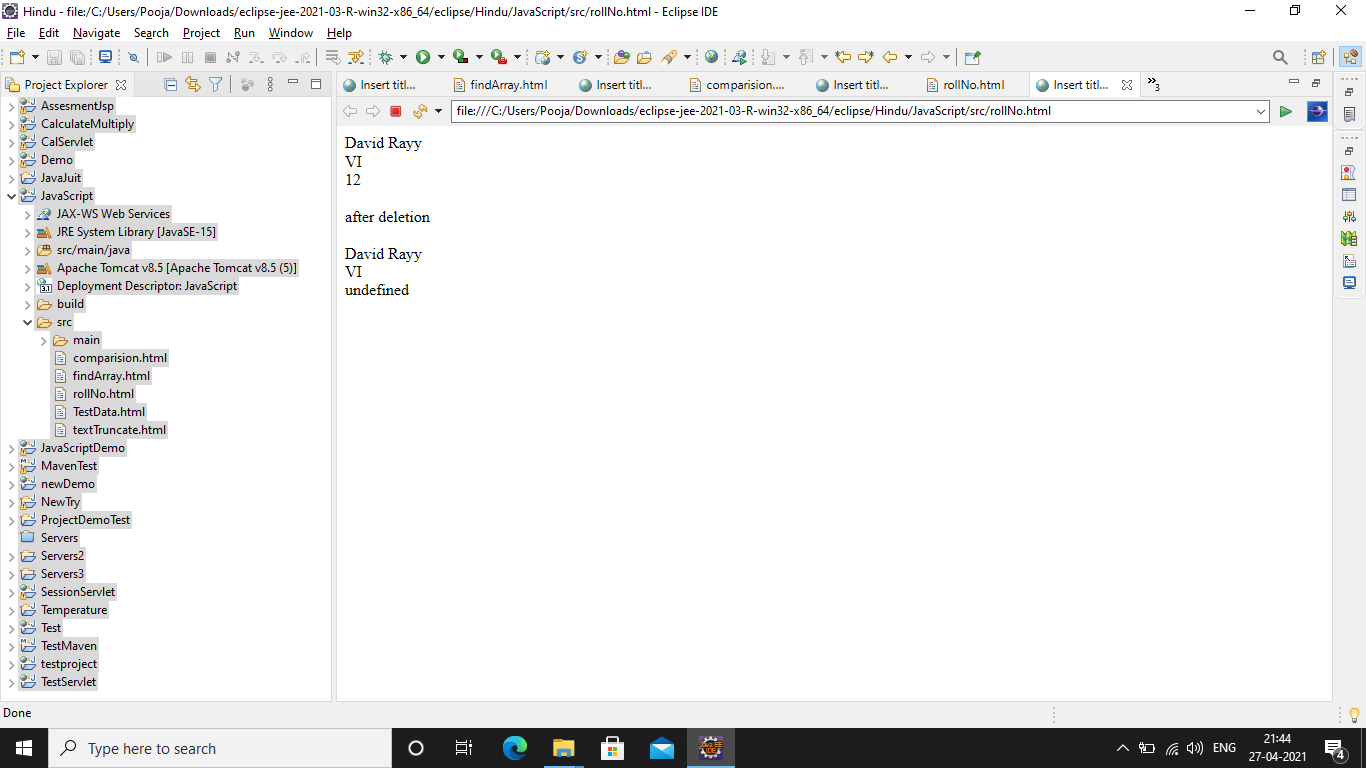 Hindu - file:/C:/Users/Pooja/Downloads/eclipse-jee-2021-03-R-win32-x86_64/eclipse/Hindu/JavaScript/src/rollNo.html - Eclipse IDE
File Edit Navigate Search Project Run Window Help
Project Explorer
Insert titl... findArray.html Insert titl... comparision.... Insert titl... rollNo.html Insert titl... »3
file:///C:/Users/Pooja/Downloads/eclipse-jee-2021-03-R-win32-x86_64/eclipse/Hindu/JavaScript/src/rollNo.html
AssesmentJsp
CalculateMultiply
CalServlet
Demo
JavaJuit
JavaScript
JAX-WS Web Services
JRE System Library [JavaSE-15]
src/main/java
Apache Tomcat v8.5 [Apache Tomcat v8.5 (5)]
Deployment Descriptor: JavaScript
build
src
main
comparision.html
findArray.html
rollNo.html
TestData.html
textTruncate.html
JavaScriptDemo
MavenTest
newDemo
NewTry
ProjectDemoTest
Servers
Servers2
Servers3
SessionServlet
Temperature
Test
TestMaven
testproject
TestServlet
David Rayy
VI
12
after deletion
David Rayy
VI
undefined
Done
Type here to search
ENG
21:44
27-04-2021
4